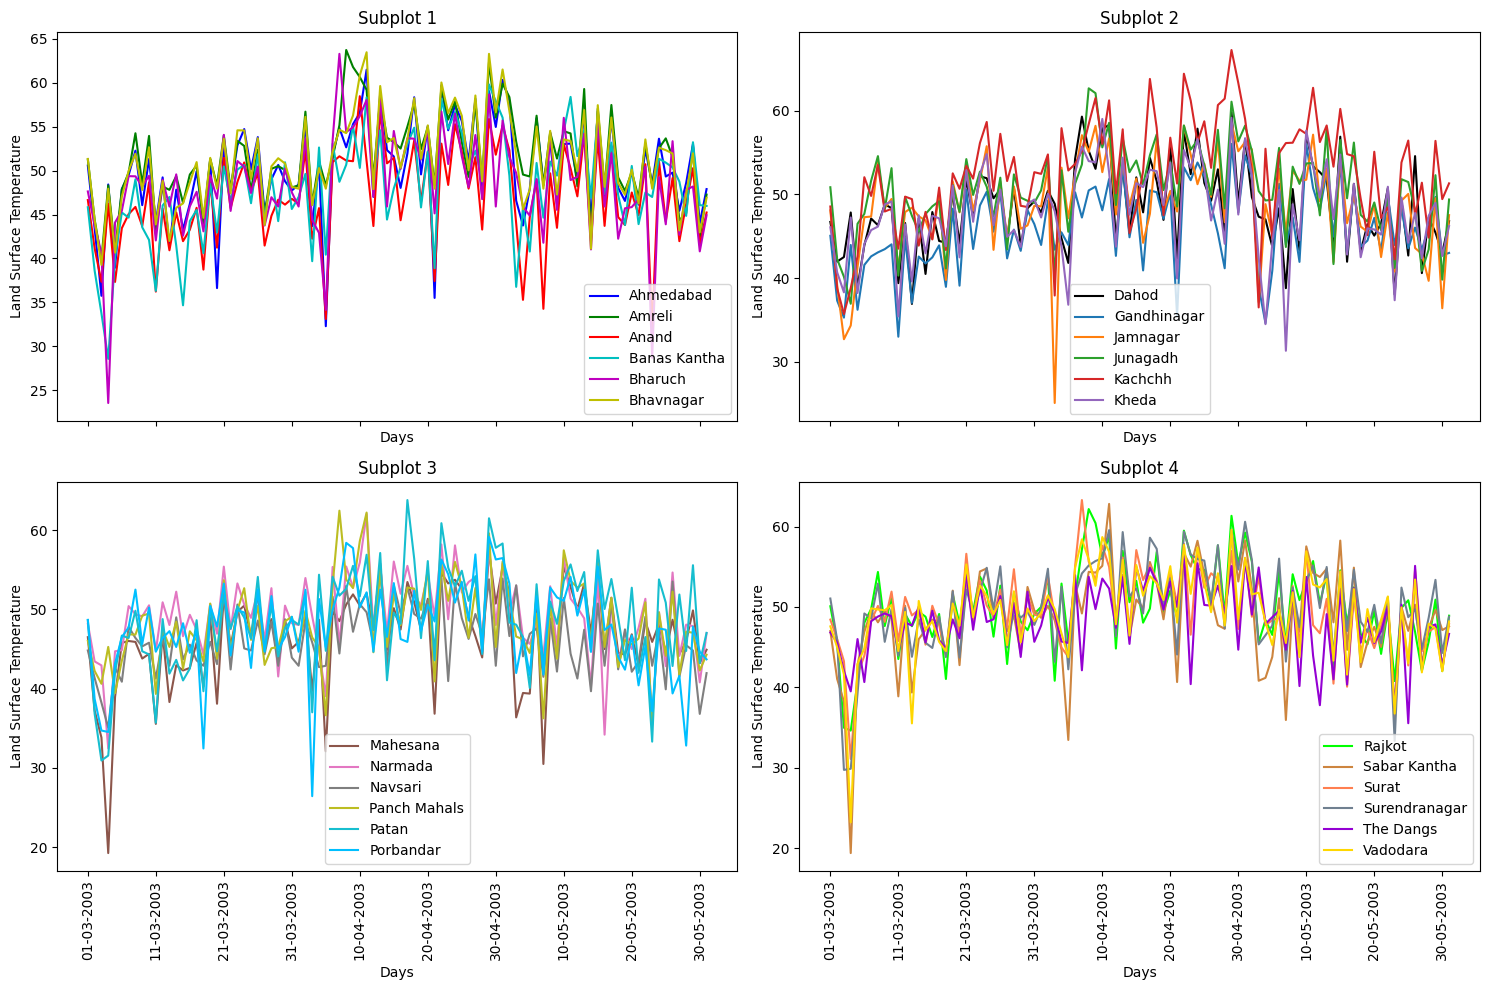 Subplot 1
Land Surface Temperature
65
60
55
50
45
40
35
30
25
Ahmedabad
Amreli
Anand
Banas Kantha
Bharuch
Bhavnagar
Days
Subplot 2
Land Surface Temperature
60
50
40
30
Dahod
Gandhinagar
Jamnagar
Junagadh
Kachchh
Kheda
Days
Subplot 3
Land Surface Temperature
60
50
40
30
20
Mahesana
Narmada
Navsari
Panch Mahals
Patan
Porbandar
01-03-2003
11-03-2003
21-03-2003
31-03-2003
10-04-2003
20-04-2003
30-04-2003
10-05-2003
20-05-2003
30-05-2003
Days
Subplot 4
Land Surface Temperature
60
50
40
30
20
Rajkot
Sabar Kantha
Surat
Surendranagar
The Dangs
Vadodara
01-03-2003
11-03-2003
21-03-2003
31-03-2003
10-04-2003
20-04-2003
30-04-2003
10-05-2003
20-05-2003
30-05-2003
Days